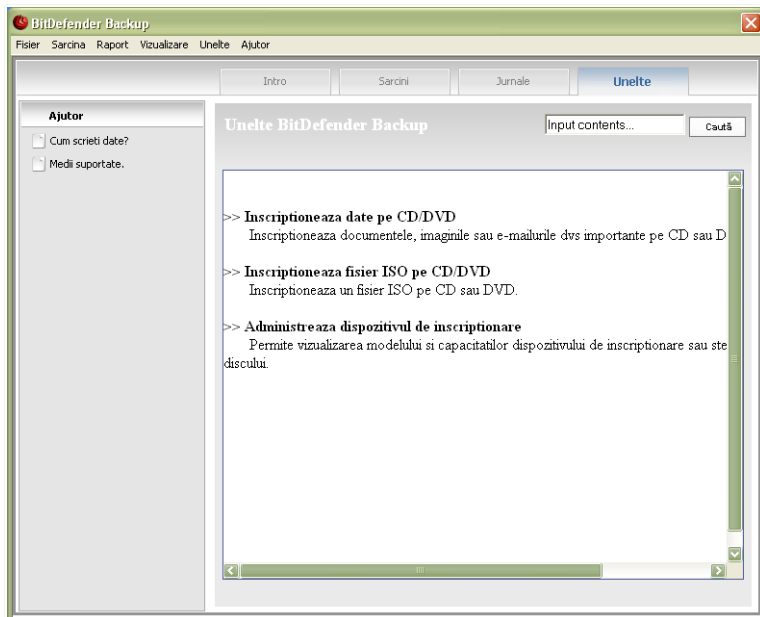 BitDefender Backup
Fisier Sarcina Raport Vizualizare Unelte Ajutor
Intro Sarcini Jurnale Unelte
Ajutor
Cum scrieti date?
Medii suportate.
Unelte BitDefender Backup
Input contents...
Caută
>> Inscriptioneaza date pe CD/DVD
Inscriptioneaza documentele, imaginile sau e-mailurile dvs importante pe CD sau D
>> Inscriptioneaza fisier ISO pe CD/DVD
Inscriptioneaza un fisier ISO pe CD sau DVD.
>> Administreaza dispozitivul de inscriptionare
Permite vizualizarea modelului si capacitatilor dispozitivului de inscriptionare sau ste
discului.